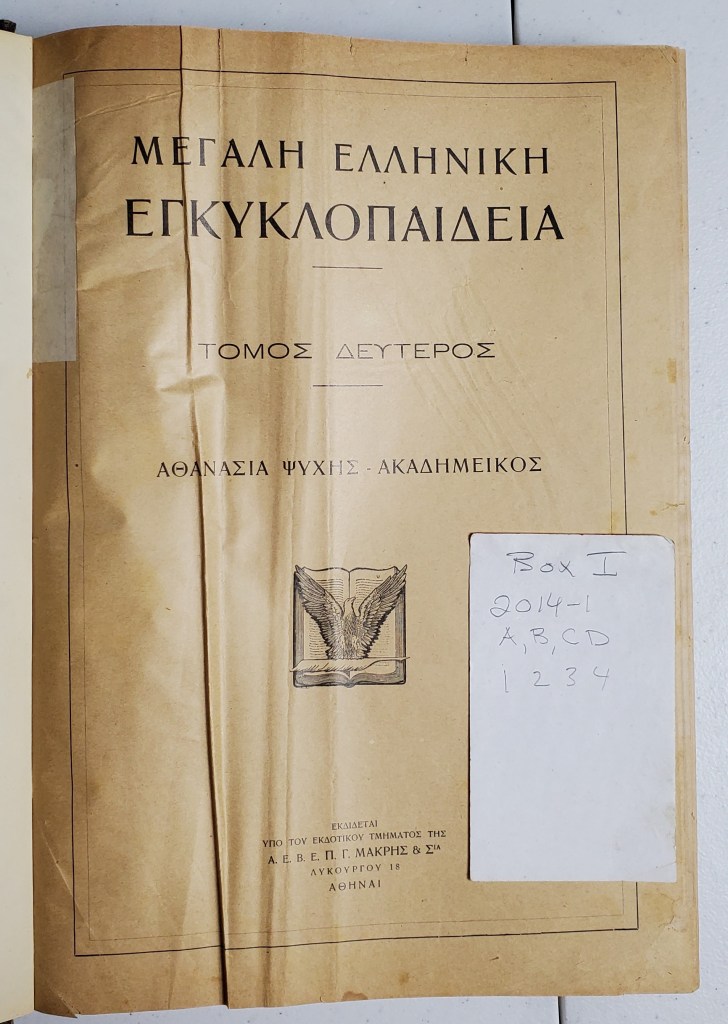 ΜΕΓΑΛΗ ΕΛΛΗΝΙΚΗ
ΕΓΚΥΚΛΟΠΑΙΔΕΙΑ
ΤΟΜΟΣ ΔΕΥΤΕΡΟΣ
ΑΘΑΝΑΣΙΑ ΨΥΧΗΣ - ΑΚΑΔΗΜΕΙΚΟΣ
Box I
2014-1
A, B, C D
1 2 3 4
ΕΚΔΙΔΕΤΑΙ
ΥΠΟ ΤΟΥ ΕΚΔΟΤΙΚΟΥ ΤΜΗΜΑΤΟΣ ΤΗΣ
Α. Ε. Β. Ε. Π. Γ. ΜΑΚΡΗΣ & ΣΙΑ
ΛΥΚΟΥΡΓΟΥ 18
ΑΘΗΝΑΙ